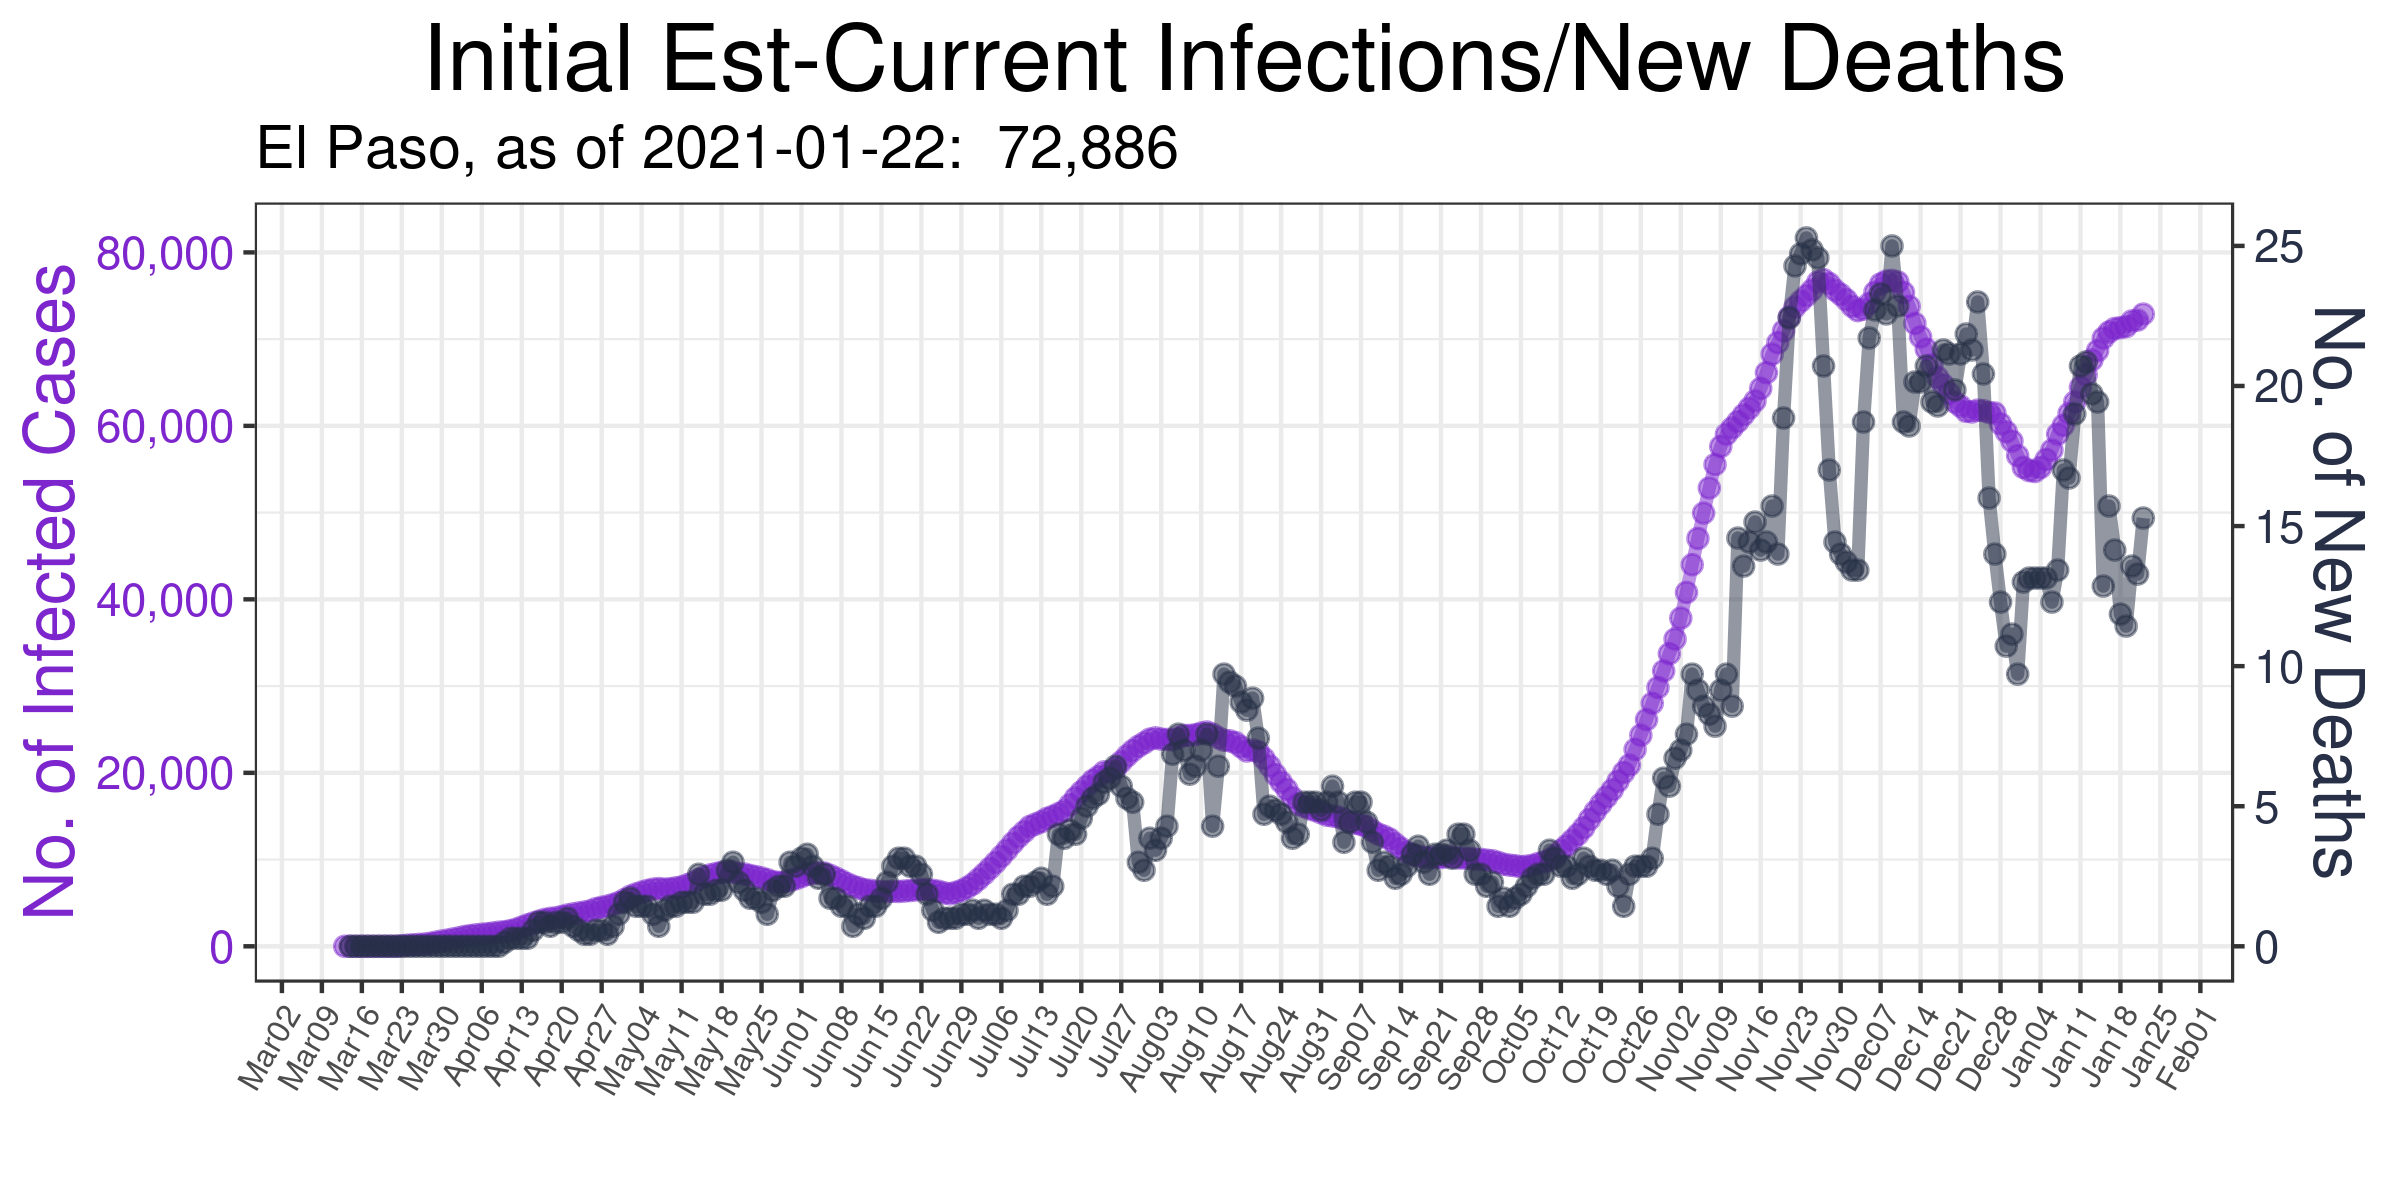 Initial Est-Current Infections/New Deaths
El Paso, as of 2021-01-22:  72,886
No. of Infected Cases
80,000
60,000
40,000
20,000
0
25
20
15
10
5
0
No. of New Deaths
Mar02
Mar09
Mar16
Mar23
Mar30
Apr06
Apr13
Apr20
Apr27
May04
May11
May18
May25
Jun01
Jun08
Jun15
Jun22
Jun29
Jul06
Jul13
Jul20
Jul27
Aug03
Aug10
Aug17
Aug24
Aug31
Sep07
Sep14
Sep21
Sep28
Oct05
Oct12
Oct19
Oct26
Nov02
Nov09
Nov16
Nov23
Nov30
Dec07
Dec14
Dec21
Dec28
Jan04
Jan11
Jan18
Jan25
Feb01